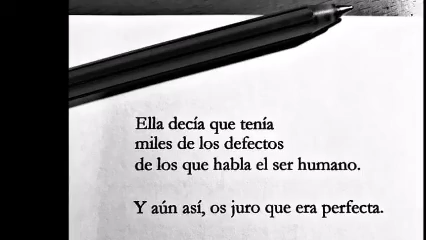 Ella decía que tenía
miles de los defectos
de los que habla el ser humano.
Y aún así, os juro que era perfecta.